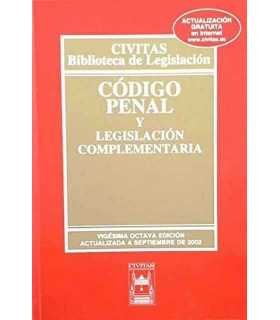 ACTUALIZACIÓN
GRATUITA
en internet
www.civitas.es
CIVITAS
Biblioteca de Legislación
CÓDIGO
PENAL
Y
LEGISLACIÓN
COMPLEMENTARIA
VIGÉSIMA OCTAVA EDICIÓN
ACTUALIZADA A SEPTIEMBRE DE 2002
CIVITAS